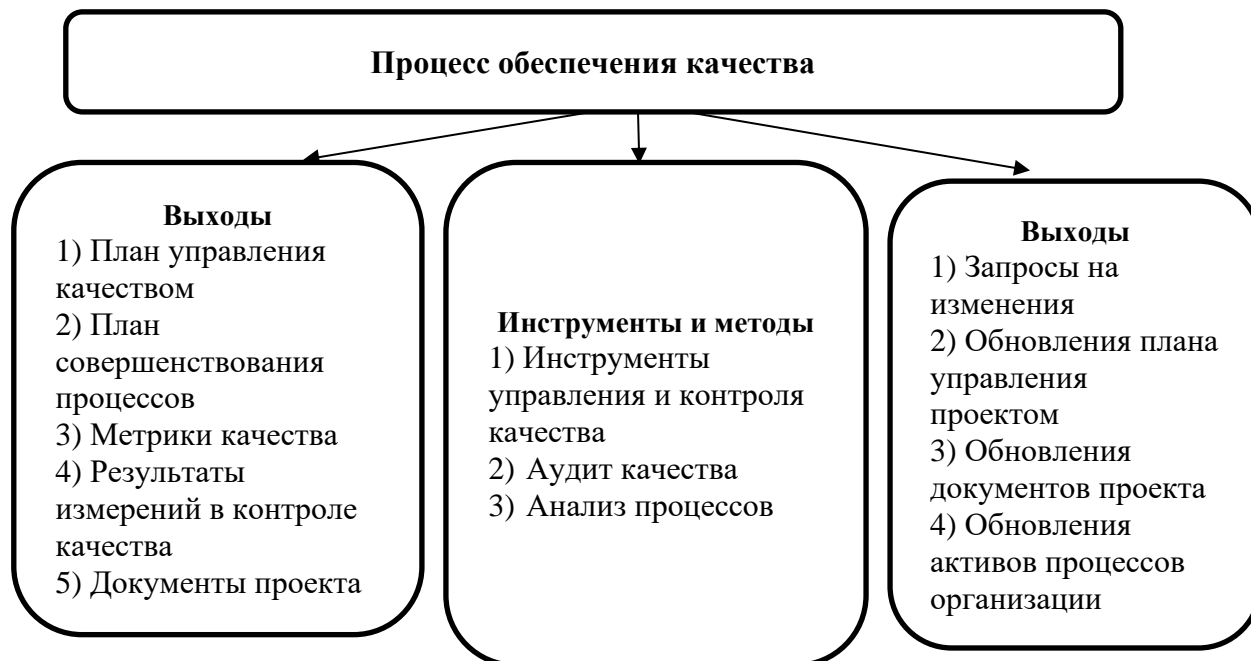 Процесс обеспечения качества
Выходы
1) План управления
качеством
2) План
совершенствования
процессов
3) Метрики качества
4) Результаты
измерений в контроле
качества
5) Документы проекта
Инструменты и методы
1) Инструменты
управления и контроля
качества
2) Аудит качества
3) Анализ процессов
Выходы
1) Запросы на
изменения
2) Обновления плана
управления
проектом
3) Обновления
документов проекта
4) Обновления
активов процессов
организации